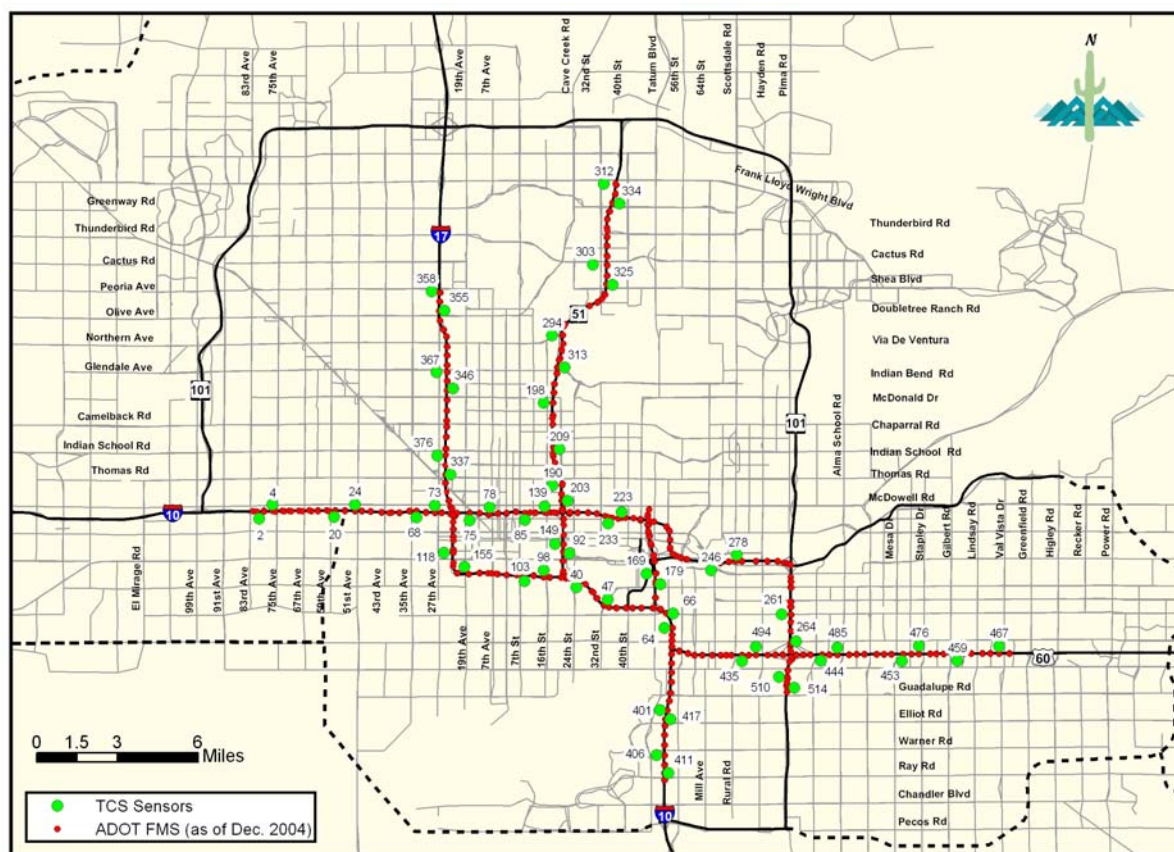 N
83rd Ave
75th Ave
19th Ave
7th Ave
Cave Creek Rd
32nd St
40th St
Tatum Blvd
56th St
64th St
Scottsdale Rd
Hayden Rd
Pima Rd
Greenway Rd
Thunderbird Rd
Cactus Rd
Peoria Ave
Olive Ave
Northern Ave
Glendale Ave
Camelback Rd
Indian School Rd
Thomas Rd
Frank Lloyd Wright Blvd
Thunderbird Rd
Cactus Rd
Shea Blvd
Doubletree Ranch Rd
Via De Ventura
Indian Bend Rd
McDonald Dr
Chaparral Rd
Indian School Rd
Thomas Rd
McDowell Rd
Alma School Rd
312
334
17
303
325
358
355
51
294
313
367
346
198
101
101
209
376
337
190
4
24
73
78
139
203
223
10
2
20
68
75
85
149
233
92
278
118
155
103
98
40
47
169
179
246
66
64
261
264
494
485
476
467
435
444
453
459
60
510
514
401
417
406
411
10
El Mirage Rd
99th Ave
91st Ave
83rd Ave
75th Ave
67th Ave
59th Ave
51st Ave
43rd Ave
35th Ave
27th Ave
19th Ave
7th Ave
7th St
16th St
24th St
32nd St
40th St
Mill Ave
Rural Rd
Mesa Dr
Stapley Dr
Gilbert Rd
Lindsay Rd
Val Vista Dr
Greenfield Rd
Higley Rd
Recker Rd
Power Rd
Guadalupe Rd
Elliot Rd
Warner Rd
Ray Rd
Chandler Blvd
Pecos Rd
0 1.5 3 6
Miles
TCS Sensors
ADOT FMS (as of Dec. 2004)